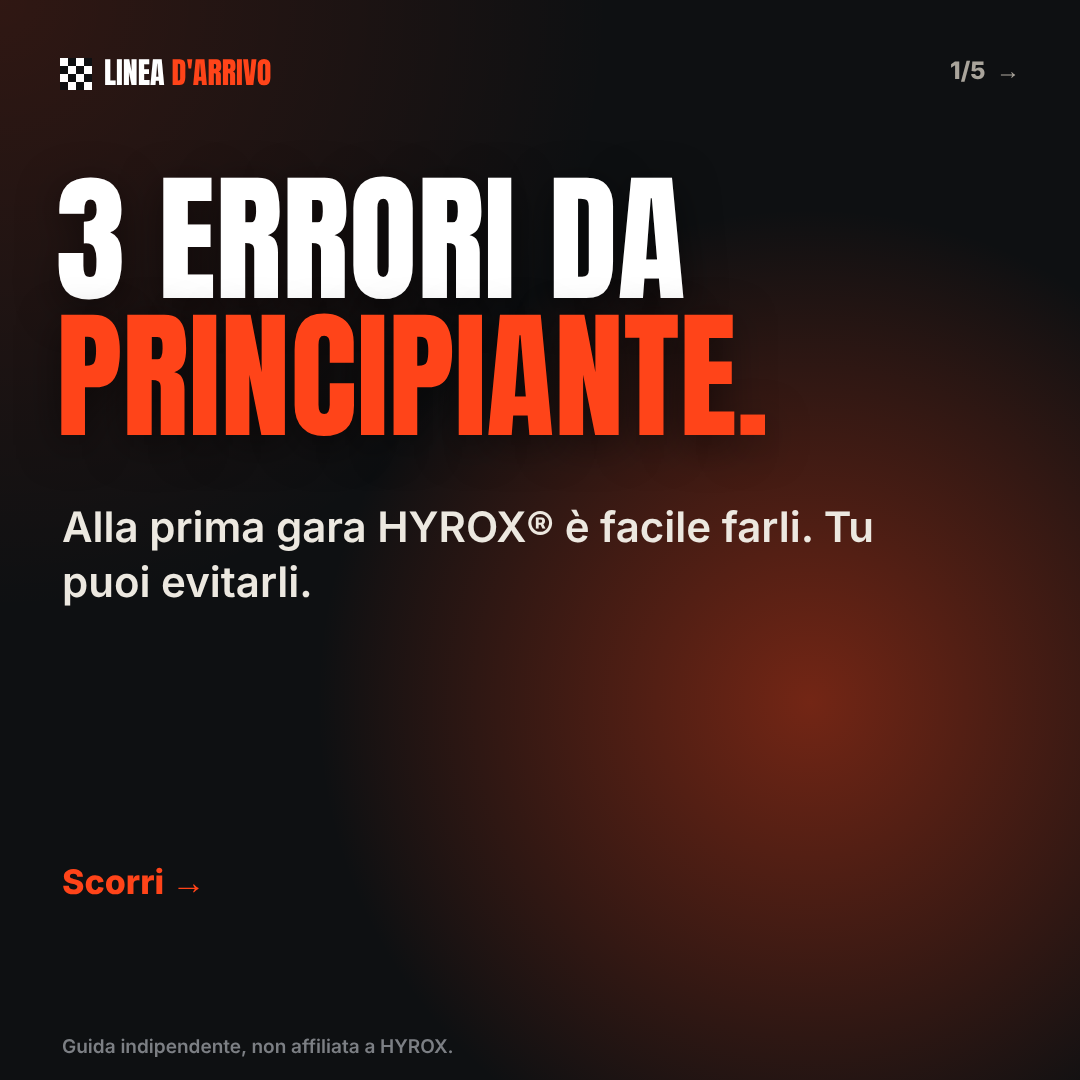 LINEA D'ARRIVO
1/5 →
3 ERRORI DA
PRINCIPIANTE.
Alla prima gara HYROX® è facile farli. Tu
puoi evitarli.
Scorri →
Guida indipendente, non affiliata a HYROX.